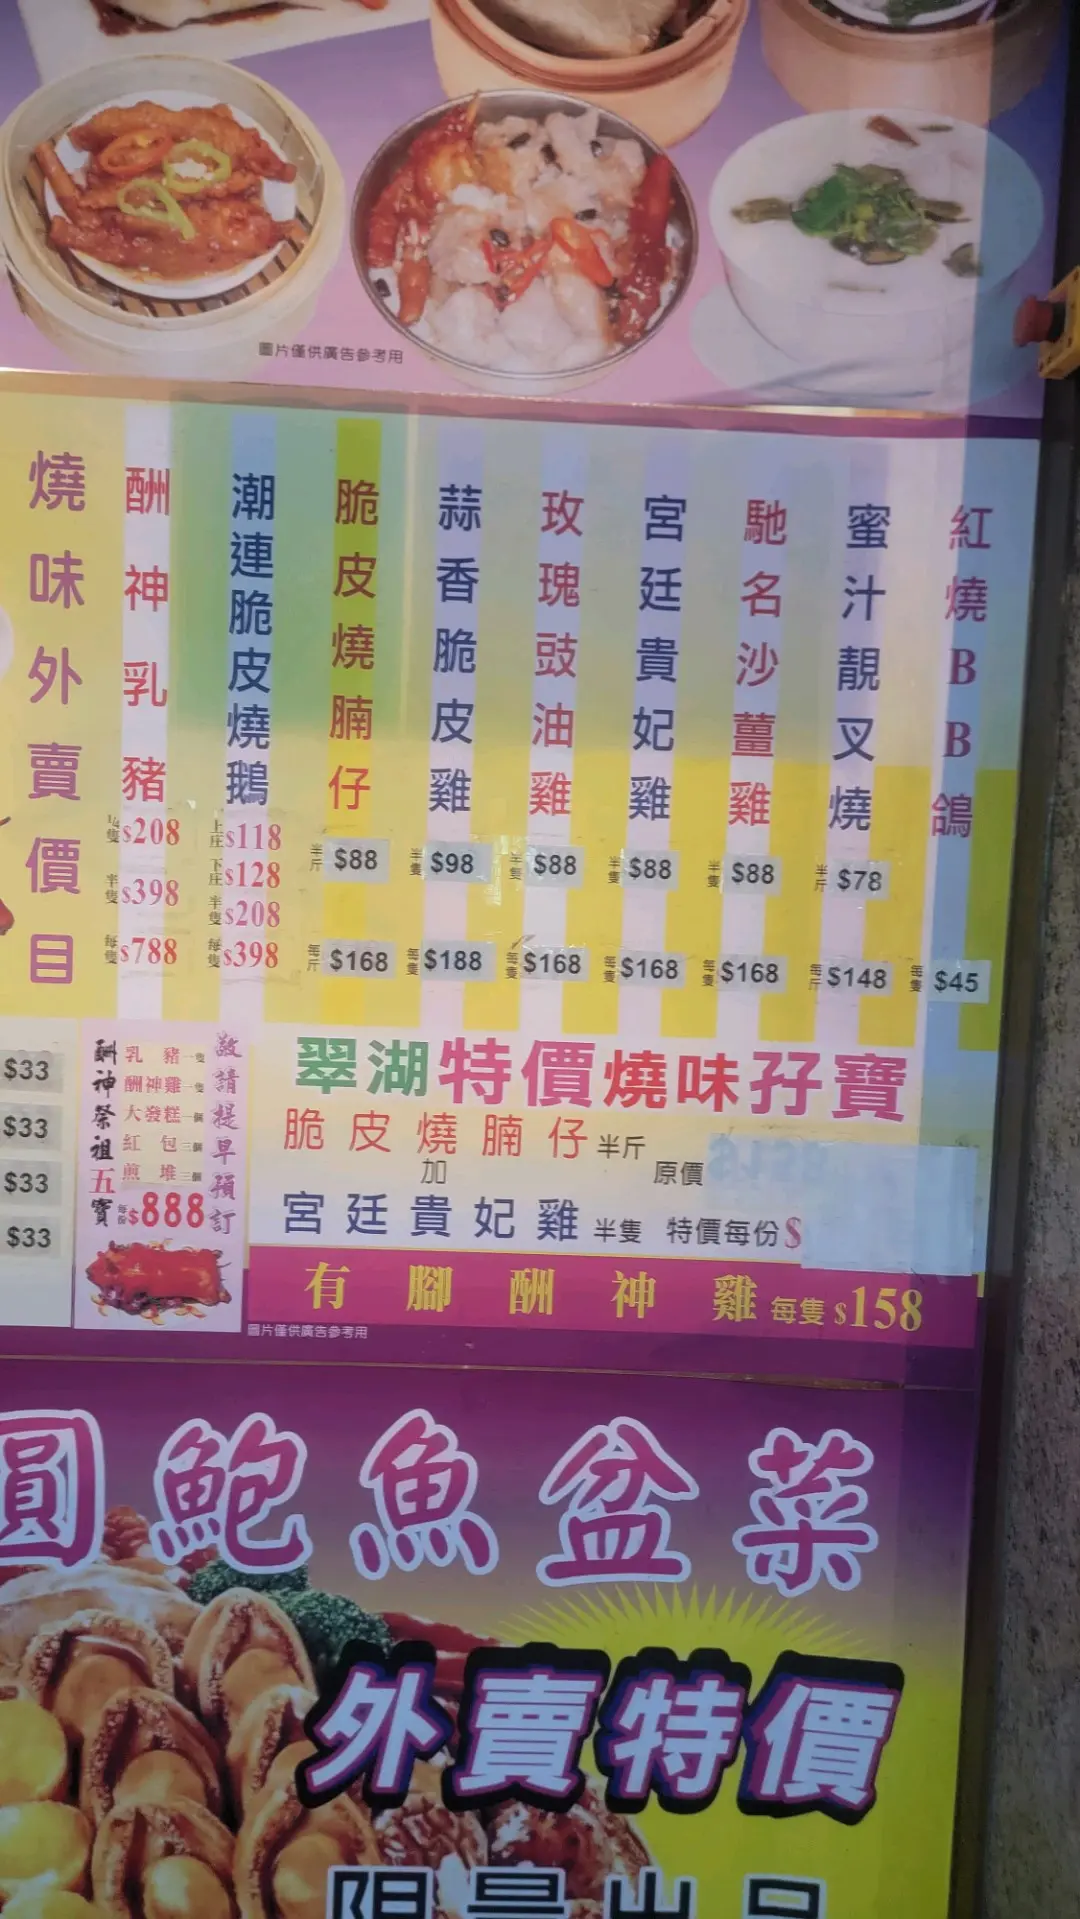 圖片僅供廣告參考用
燒味外賣價目
酬神乳豬
1/4隻 $208
半隻 $398
每隻 $788
潮連脆皮燒鵝
上庄 $118
下庄 $128
半隻 $208
每隻 $398
脆皮燒腩仔
半斤 $88
每斤 $168
蒜香脆皮雞
半隻 $98
每隻 $188
玫瑰豉油雞
半隻 $88
每隻 $168
宮廷貴妃雞
半隻 $88
每隻 $168
馳名沙薑雞
半隻 $88
每隻 $168
蜜汁靚叉燒
半斤 $78
每斤 $148
紅燒BB鴿
每隻 $45
$33
$33
$33
$33
酬神祭祖五寶
乳豬一隻
酬神雞一隻
大發糕一個
紅包三個
煎堆三個
每份 $888
敬請提早預訂
翠湖特價燒味孖寶
脆皮燒腩仔半斤
加
原價
宮廷貴妃雞 半隻 特價每份$
有腳酬神雞 每隻 $158
圖片僅供廣告參考用
圓鮑魚盆菜
外賣特價
限量出品